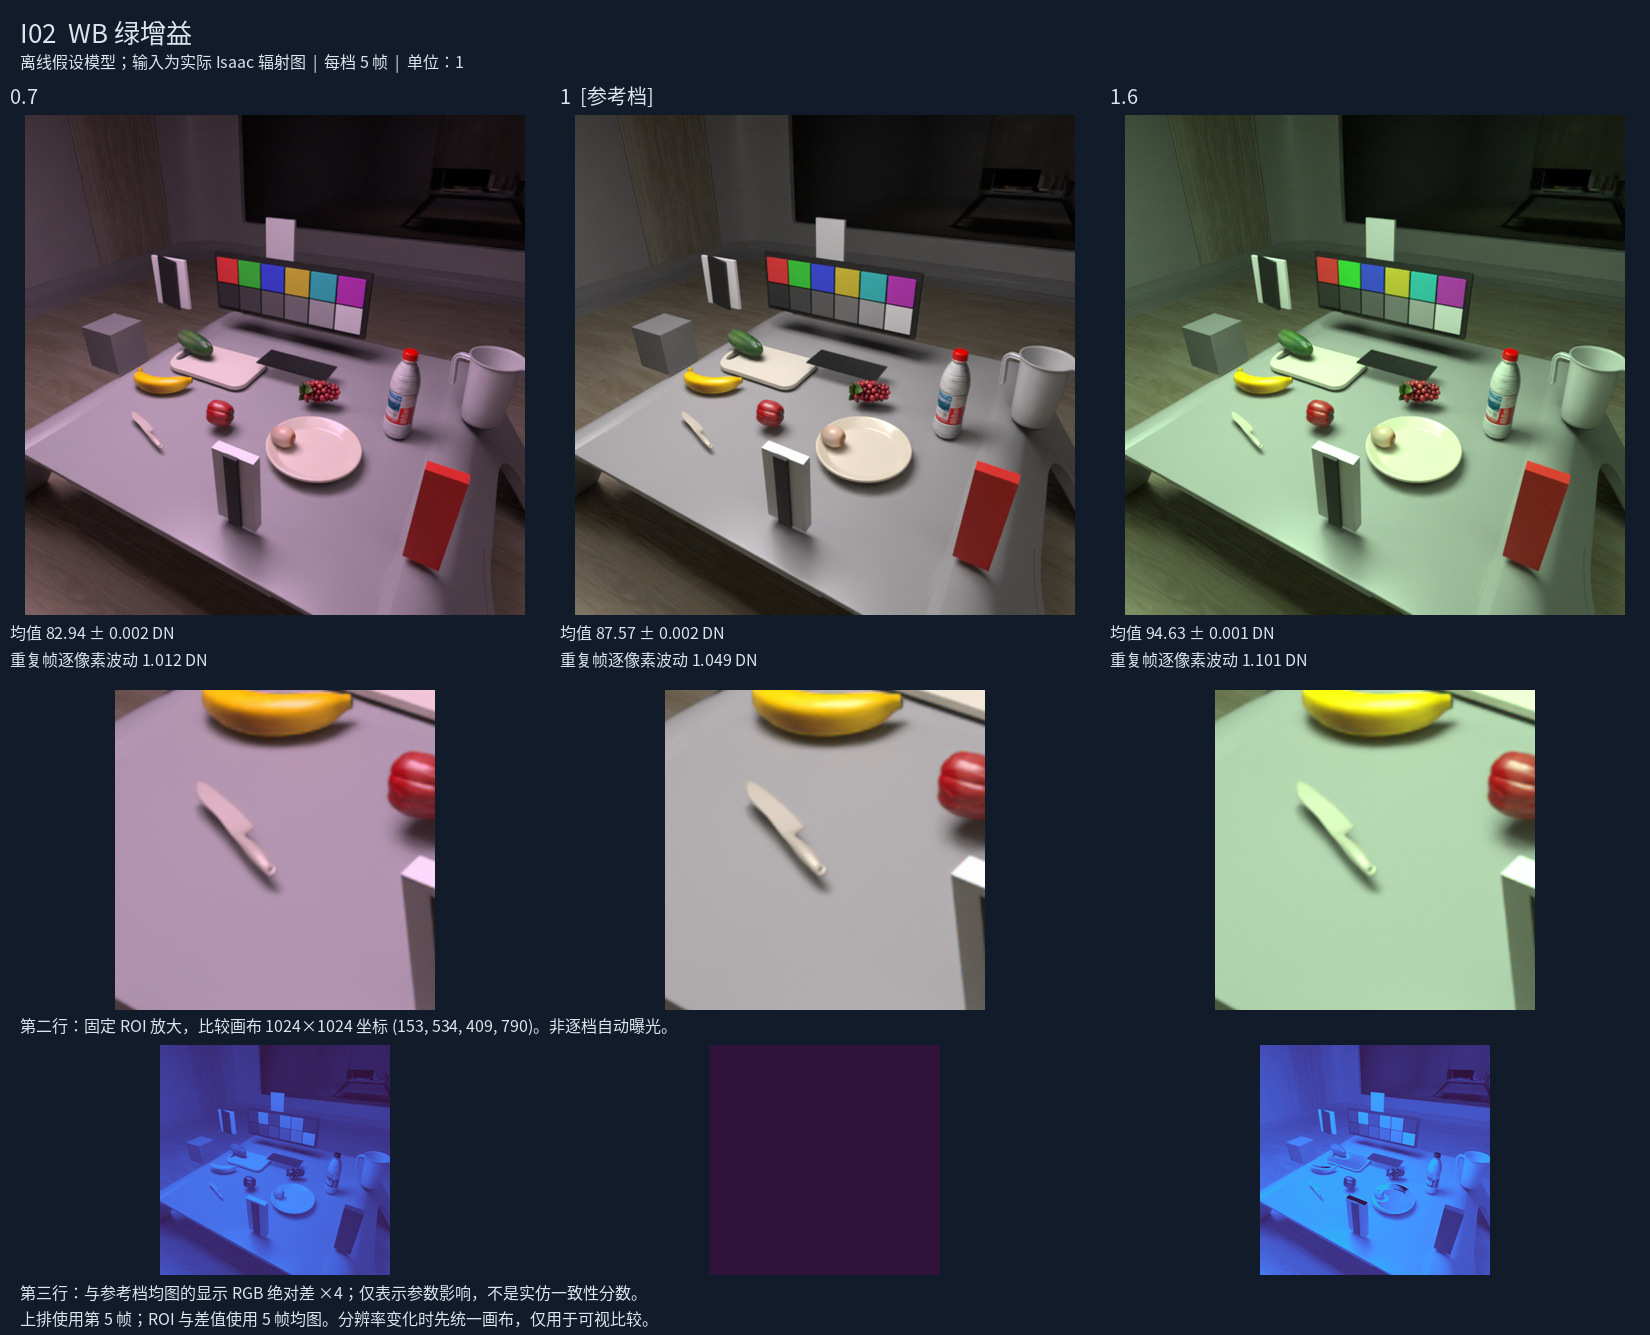 I02 WB 绿增益
离线假设模型；输入为实际 Isaac 辐射图 | 每档 5 帧 | 单位：1
0.7
1 [参考档]
1.6
均值 82.94 ± 0.002 DN
均值 87.57 ± 0.002 DN
均值 94.63 ± 0.001 DN
重复帧逐像素波动 1.012 DN
重复帧逐像素波动 1.049 DN
重复帧逐像素波动 1.101 DN
第二行：固定 ROI 放大，比较画布 1024×1024 坐标 (153, 534, 409, 790)。非逐档自动曝光。
第三行：与参考档均图的显示 RGB 绝对差 ×4；仅表示参数影响，不是实仿一致性分数。
上排使用第 5 帧；ROI 与差值使用 5 帧均图。分辨率变化时先统一画布，仅用于可视比较。